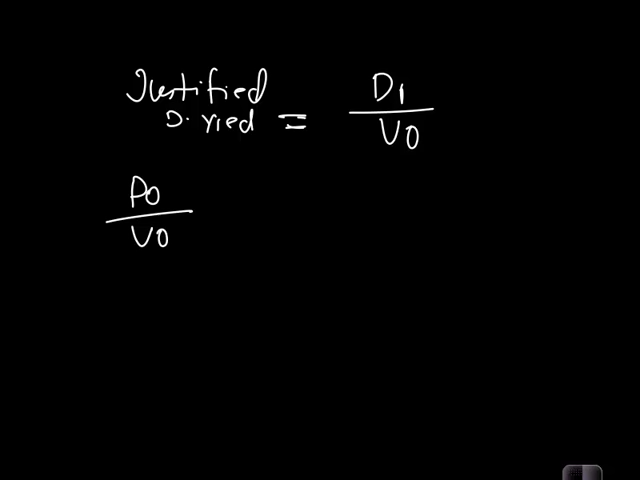 Justified
D. yied = D1
V0
P0
V0